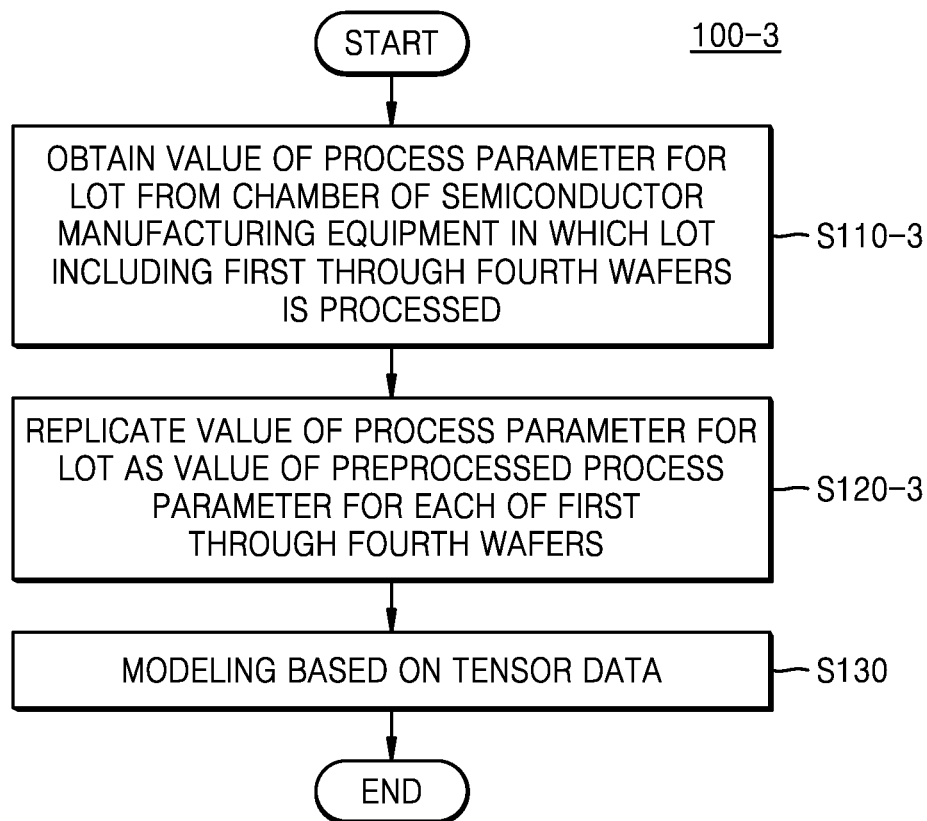 START
100-3
OBTAIN VALUE OF PROCESS PARAMETER FOR
LOT FROM CHAMBER OF SEMICONDUCTOR
MANUFACTURING EQUIPMENT IN WHICH LOT
INCLUDING FIRST THROUGH FOURTH WAFERS
IS PROCESSED
S110-3
REPLICATE VALUE OF PROCESS PARAMETER FOR
LOT AS VALUE OF PREPROCESSED PROCESS
PARAMETER FOR EACH OF FIRST
THROUGH FOURTH WAFERS
S120-3
MODELING BASED ON TENSOR DATA
S130
END